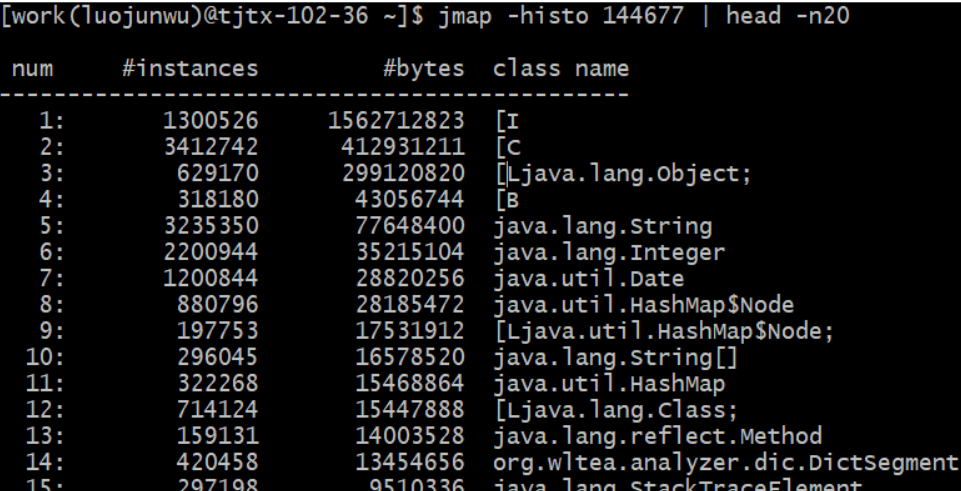 [work(luojunwu)@tjtx-102-36 ~]$ jmap -histo 144677 | head -n20
num #instances #bytes class name
----------------------------------------------
1: 1300526 1562712823 [I
2: 3412742 412931211 [C
3: 629170 299120820 [Ljava.lang.Object;
4: 318180 43056744 [B
5: 3235350 77648400 java.lang.String
6: 2200944 35215104 java.lang.Integer
7: 1200844 28820256 java.util.Date
8: 880796 28185472 java.util.HashMap$Node
9: 197753 17531912 [Ljava.util.HashMap$Node;
10: 296045 16578520 java.lang.String[]
11: 322268 15468864 java.util.HashMap
12: 714124 15447888 [Ljava.lang.Class;
13: 159131 14003528 java.lang.reflect.Method
14: 420458 13454656 org.wltea.analyzer.dic.DictSegment
15: 297198 9510336 java.lang.StackTraceElement